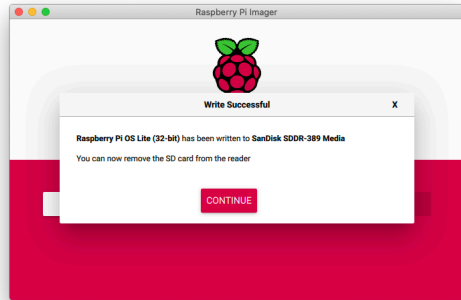 Raspberry Pi Imager
Write Successful
X
Raspberry Pi OS Lite (32-bit) has been written to SanDisk SDDR-389 Media
You can now remove the SD card from the reader
CONTINUE